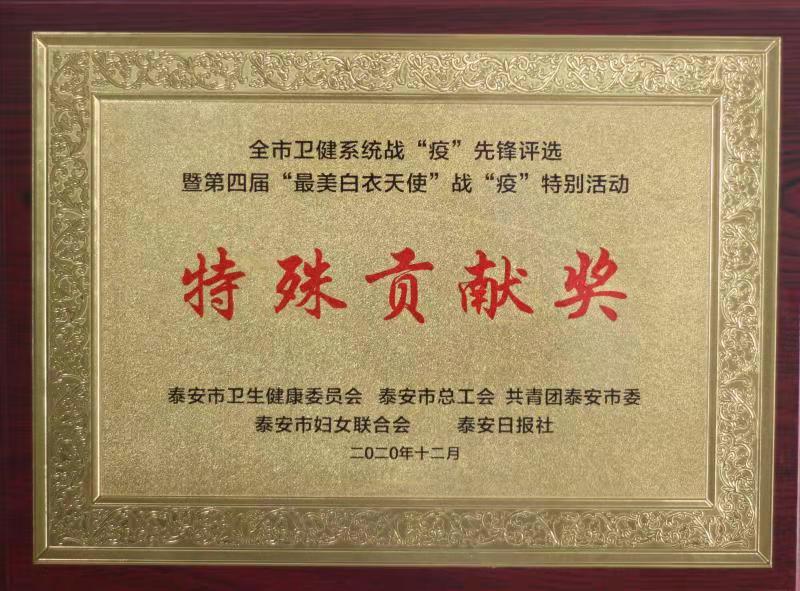 全市卫健系统战“疫”先锋评选
暨第四届“最美白衣天使”战“疫”特别活动
特殊贡献奖
泰安市卫生健康委员会 泰安市总工会 共青团泰安市委
泰安市妇女联合会 泰安日报社
二〇二〇年十二月